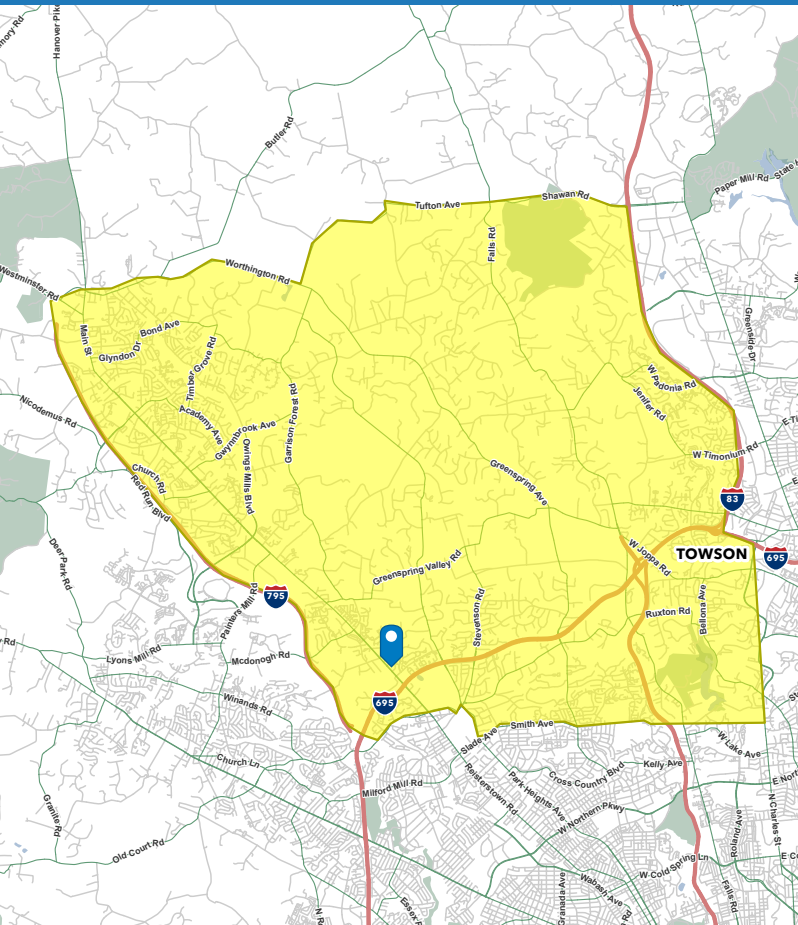 Hanover Pike
Butler Rd
Paper Mill Rd
Tufton Ave
Shawan Rd
Falls Rd
Westminster Rd
Worthington Rd
Main St
Bond Ave
Glyndon Dr
Timber Grove Rd
Greenside Dr
W Padonia Rd
Jenifer Rd
Nicodemus Rd
Academy Ave
Gwynnbrook Ave
Garrison Forest Rd
Owings Mills Blvd
W Timonium Rd
Church Rd
Red Run Blvd
Greenspring Ave
83
Deer Park Rd
W Joppa Rd
TOWSON
695
Greenspring Valley Rd
795
Painters Mill Rd
Stevenson Rd
Ruxton Rd
Bellona Ave
Rd
Lyons Mill Rd
Mcdonogh Rd
Winands Rd
695
Smith Ave
Slade Ave
W Lake Ave
Church Ln
Milford Mill Rd
Reisterstown Rd
Park Heights Ave
Cross Country Blvd
Kelly Ave
W Northern Pkwy
Granite Rd
Old Court Rd
Roland Ave
N Charles St
W Cold Spring Ln
Granada Ave
Wabash Ave
Falls Rd